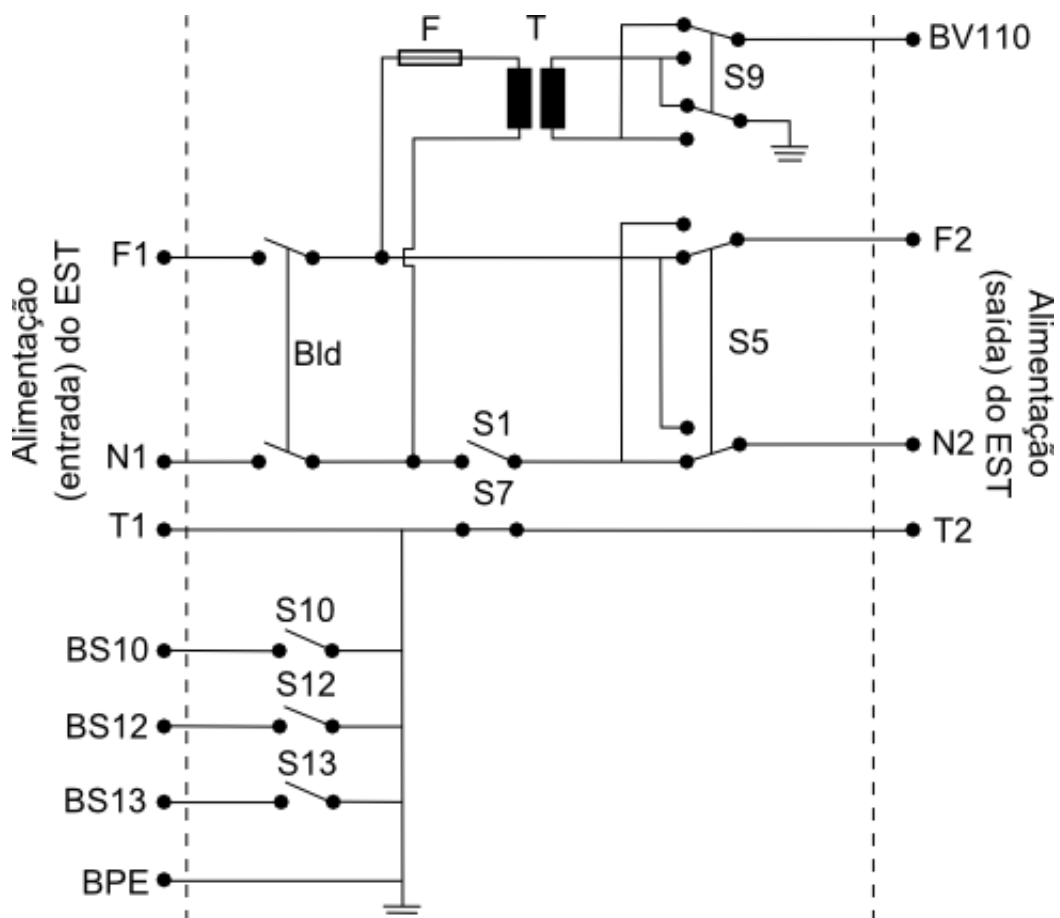 F
T
BV110
S9
F1
F2
Alimentação
(entrada) do EST
Bld
S5
Alimentação
(saída) do EST
S1
N1
N2
S7
T1
T2
S10
BS10
S12
BS12
S13
BS13
BPE